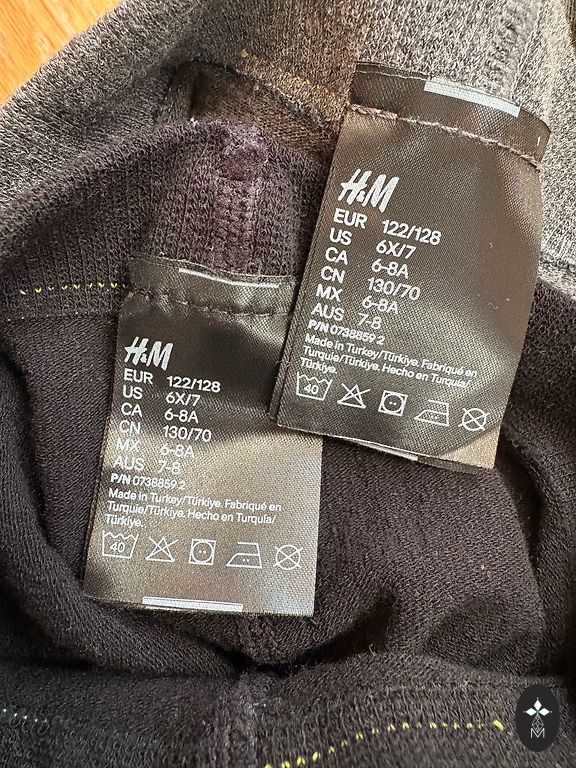 H&M
EUR 122/128
US 6X/7
CA 6-8A
CN 130/70
MX 6-8A
AUS 7-8
P/N 0738859 2
Made in Turkey/Türkiye. Fabriqué en
Turquie/Türkiye. Hecho en Turquía/
Türkiye.
40
H&M
EUR 122/128
US 6X/7
CA 6-8A
CN 130/70
MX 6-8A
AUS 7-8
P/N 0738859 2
Made in Turkey/Türkiye. Fabriqué en
Turquie/Türkiye. Hecho en Turquía/
Türkiye.
40
M